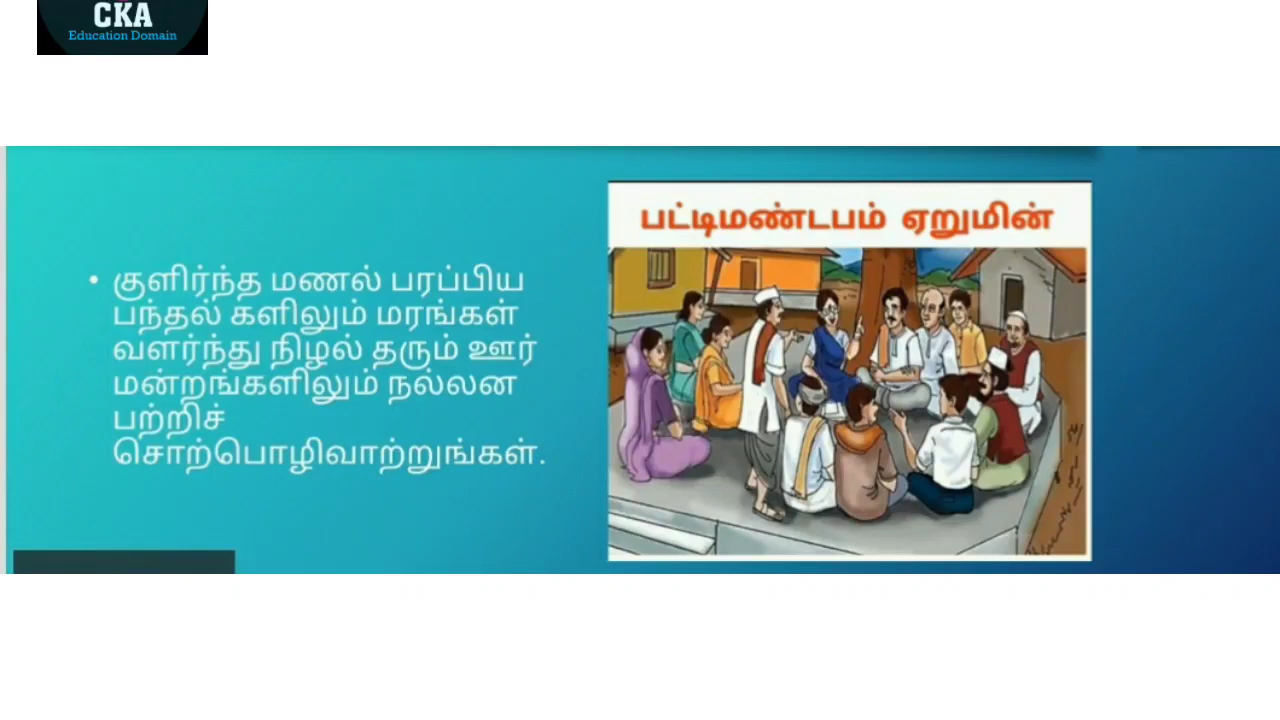 CKA
Education Domain
பட்டிமண்டபம் ஏறுமின்
• குளிர்ந்த மணல் பரப்பிய
பந்தல் களிலும் மரங்கள்
வளர்ந்து நிழல் தரும் ஊர்
மன்றங்களிலும் நல்லன
பற்றிச்
சொற்பொழிவாற்றுங்கள்.